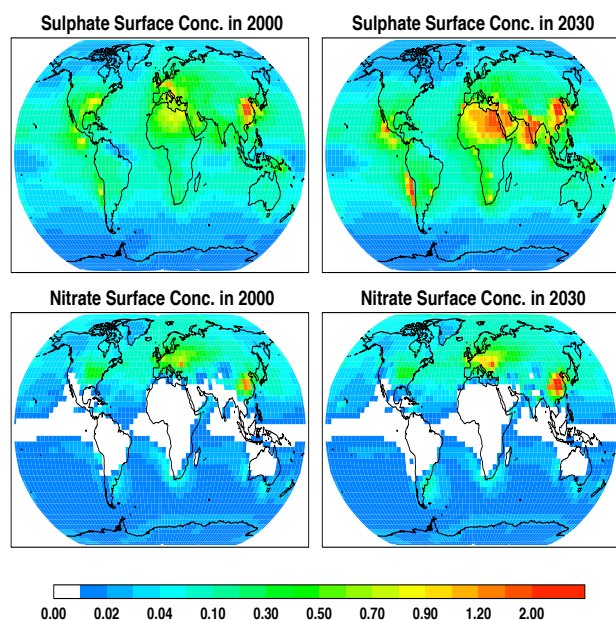 Sulphate Surface Conc. in 2000
Sulphate Surface Conc. in 2030
Nitrate Surface Conc. in 2000
Nitrate Surface Conc. in 2030
0.00 0.02 0.04 0.10 0.30 0.50 0.70 0.90 1.20 2.00